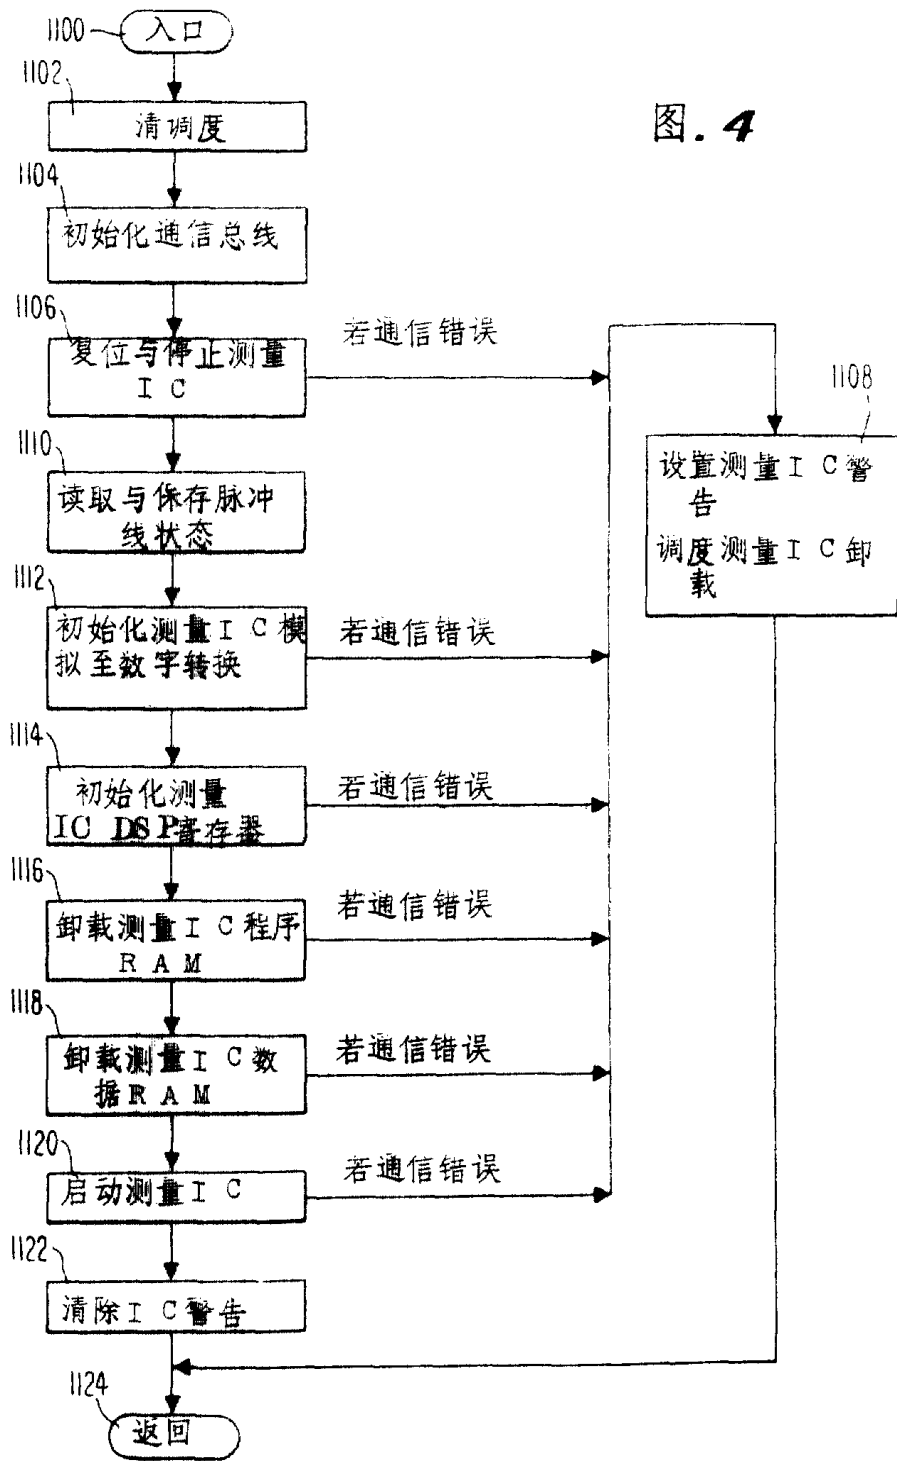 1100
入口
1102
清调度
图.4
1104
初始化通信总线
1106
复位与停止测量
IC
若通信错误
1108
设置测量IC警
告
调度测量IC卸
载
1110
读取与保存脉冲
线状态
1112
初始化测量IC模
拟至数字转换
若通信错误
1114
初始化测量
IC DSP寄存器
若通信错误
1116
卸载测量IC程序
RAM
若通信错误
1118
卸载测量IC数
据RAM
若通信错误
1120
启动测量IC
若通信错误
1122
清除IC警告
1124
返回